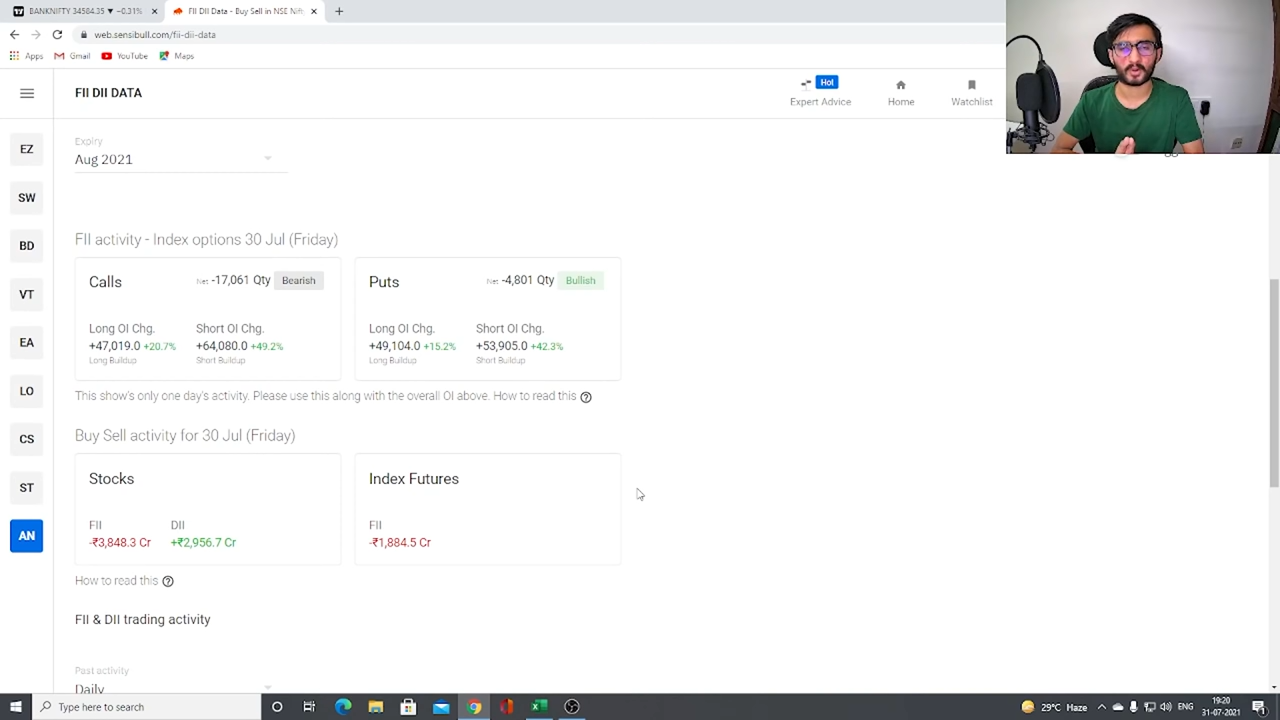 BANKNIFTY 34584.35 ▼ −0.31%
FII DII Data - Buy Sell in NSE Nift
web.sensibull.com/fii-dii-data
Apps Gmail YouTube Maps
FII DII DATA
Hot
Expert Advice Home Watchlist
EZ
SW
BD
VT
EA
LO
CS
ST
AN
Expiry
Aug 2021
FII activity - Index options 30 Jul (Friday)
Calls Net -17,061 Qty Bearish
Long OI Chg. Short OI Chg.
+47,019.0 +20.7% +64,080.0 +49.2%
Long Buildup Short Buildup
Puts Net -4,801 Qty Bullish
Long OI Chg. Short OI Chg.
+49,104.0 +15.2% +53,905.0 +42.3%
Long Buildup Short Buildup
This show's only one day's activity. Please use this along with the overall OI above. How to read this
Buy Sell activity for 30 Jul (Friday)
Stocks
FII DII
-₹3,848.3 Cr +₹2,956.7 Cr
Index Futures
FII
-₹1,884.5 Cr
How to read this
FII & DII trading activity
Past activity
Daily
Type here to search
29°C Haze
19:20
31-07-2021